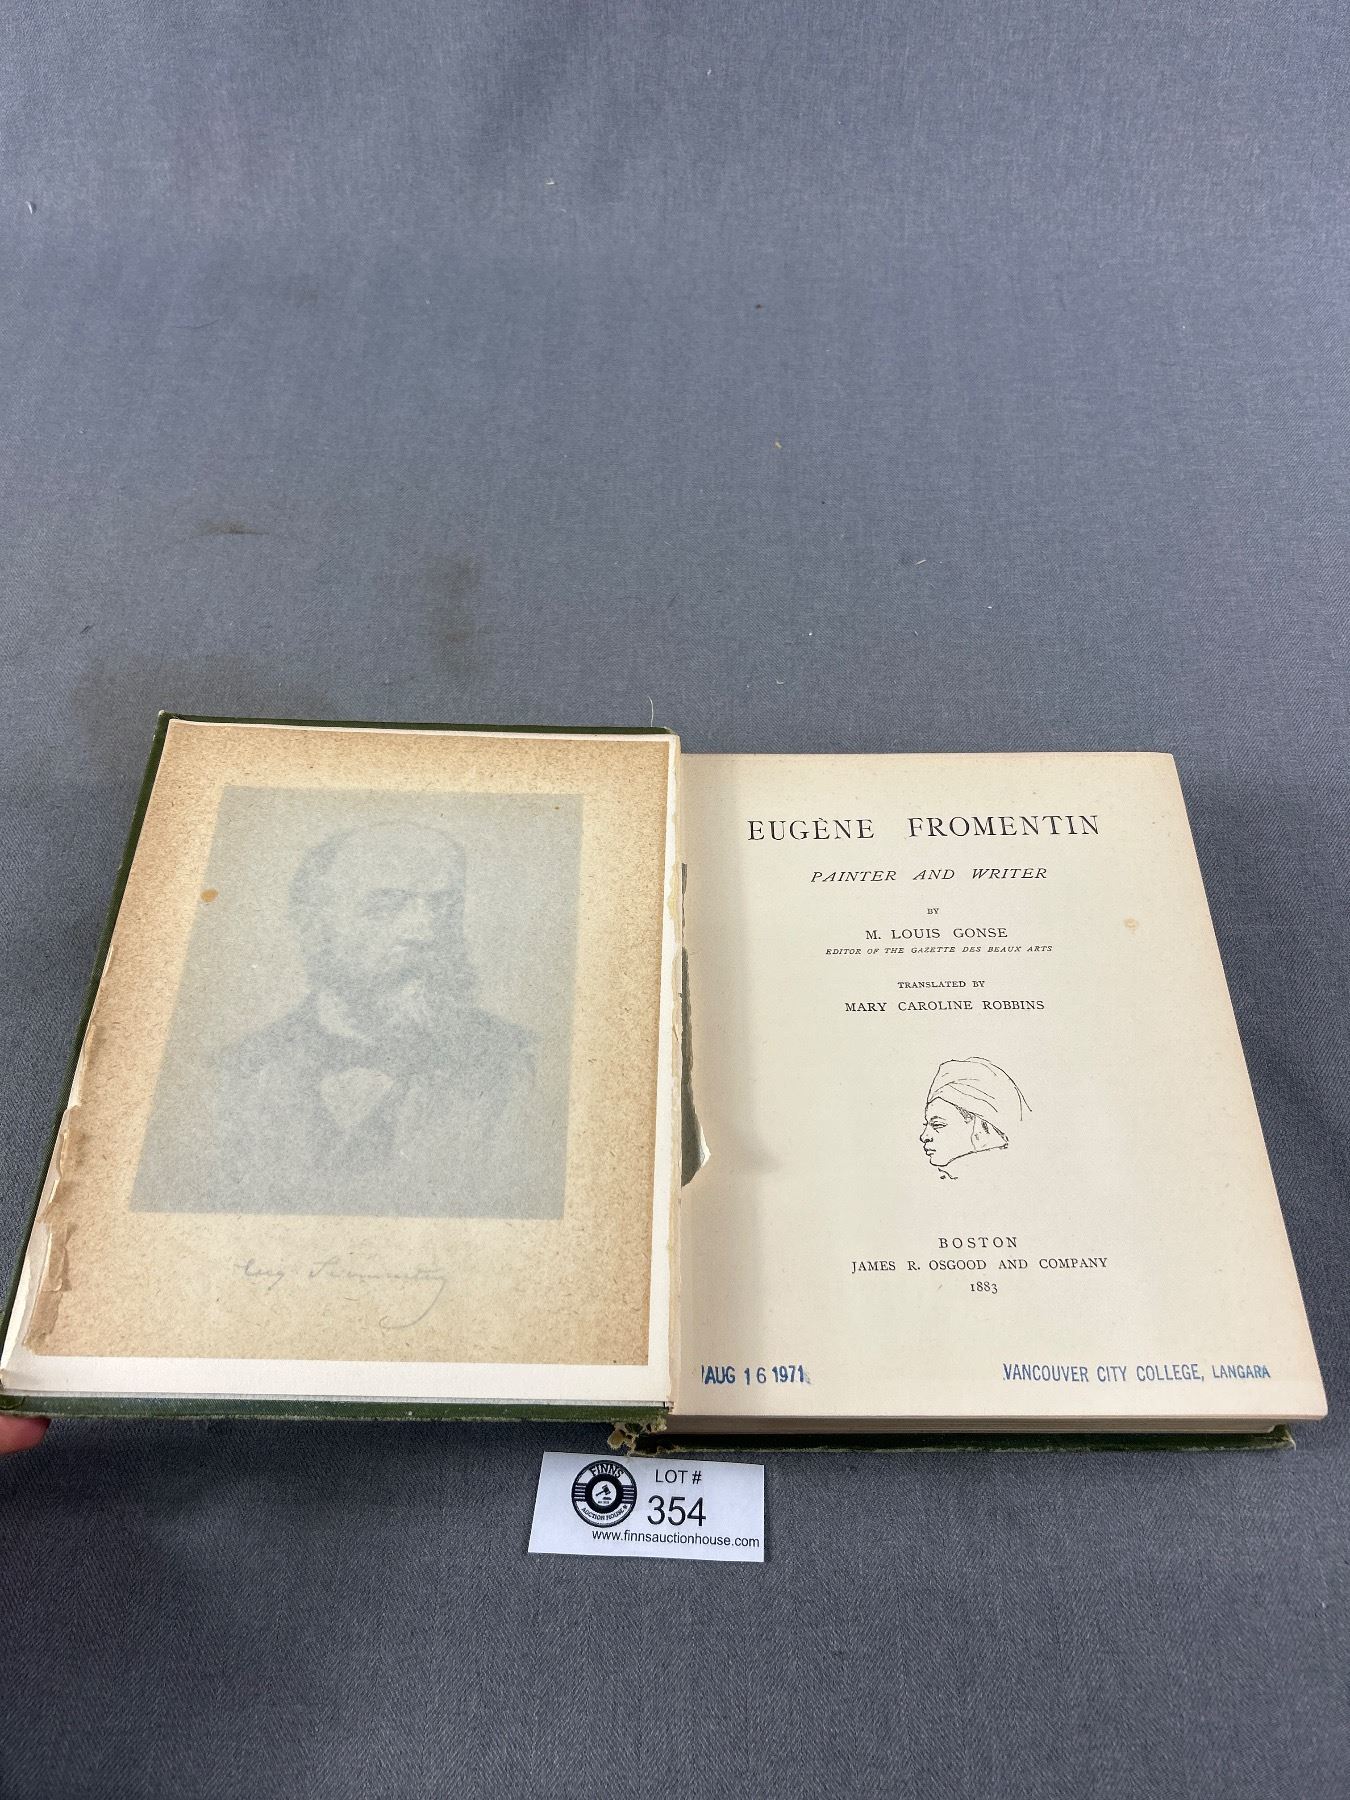 EUGÈNE FROMENTIN
PAINTER AND WRITER
BY
M. LOUIS GONSE
EDITOR OF THE GAZETTE DES BEAUX ARTS
TRANSLATED BY
MARY CAROLINE ROBBINS
BOSTON
JAMES R. OSGOOD AND COMPANY
1883
AUG 16 1971
VANCOUVER CITY COLLEGE, LANGARA
FINNS
AUCTION HOUSE
LOT #
354
www.finnsauctionhouse.com